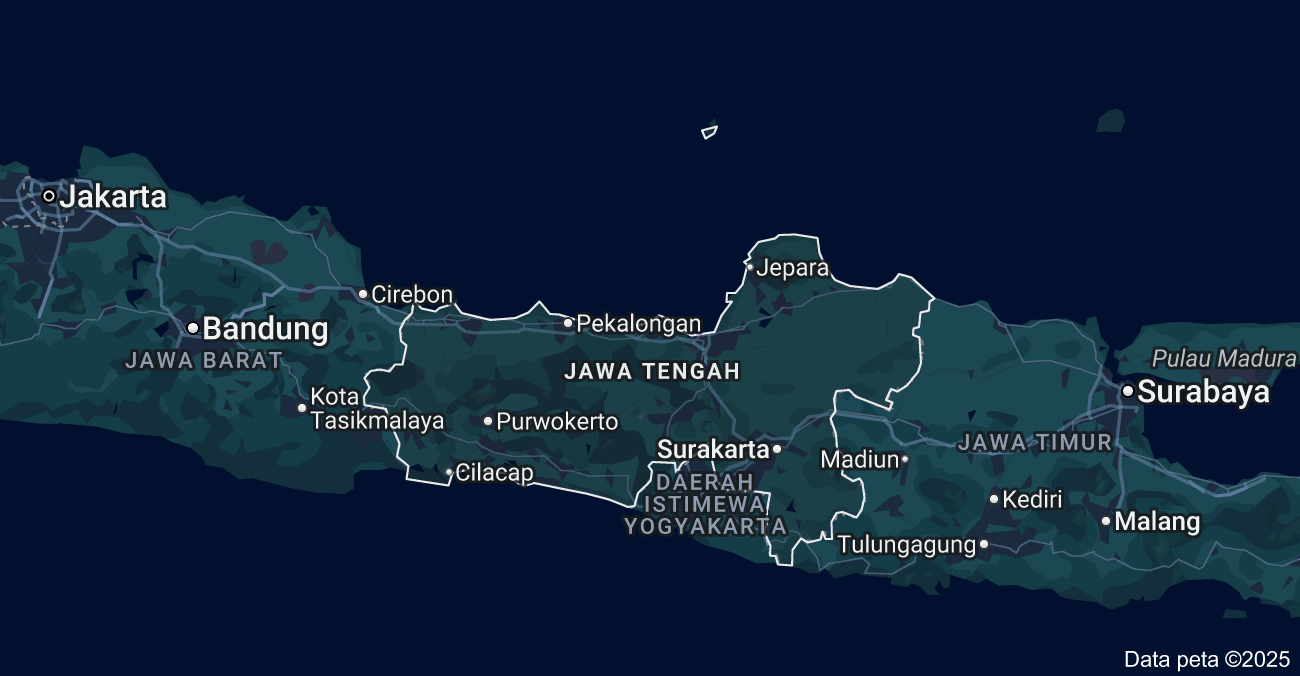 Jakarta
Jepara
Cirebon
Pekalongan
Bandung
JAWA BARAT
Pulau Madura
JAWA TENGAH
Surabaya
Kota
Tasikmalaya
Purwokerto
JAWA TIMUR
Surakarta
Madiun
Cilacap
DAERAH
ISTIMEWA
YOGYAKARTA
Kediri
Malang
Tulungagung
Data peta ©2025